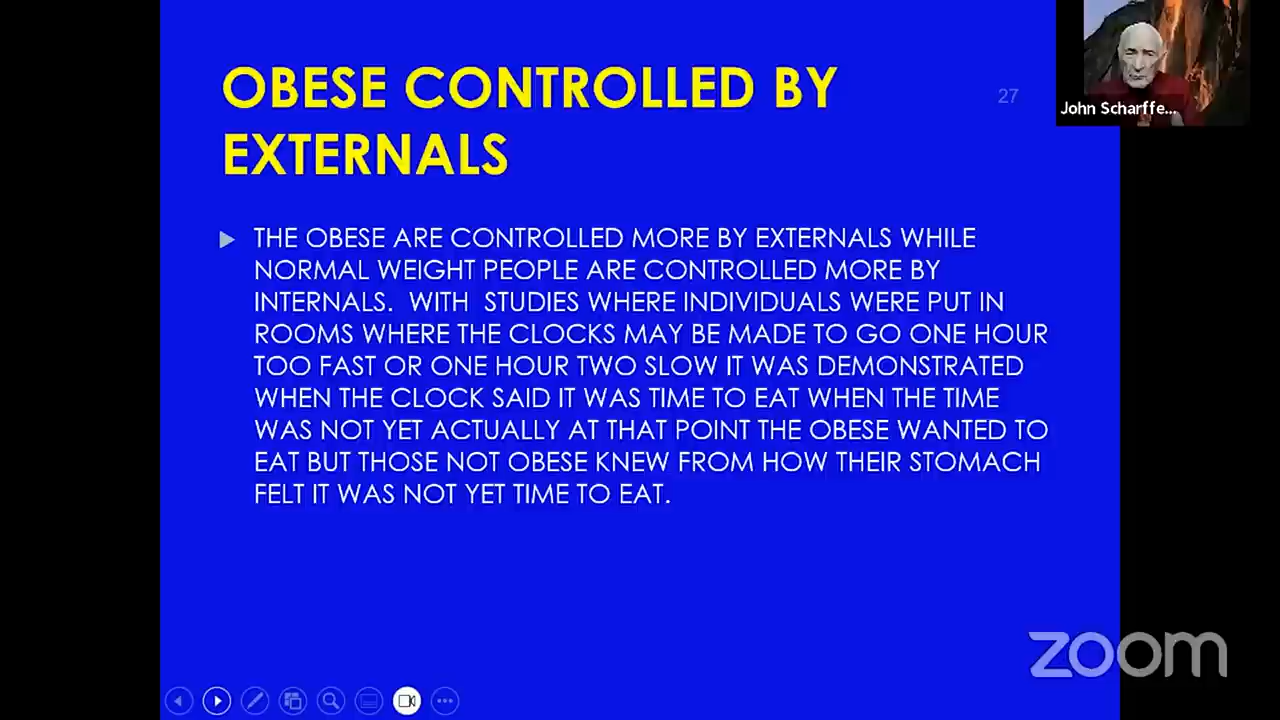 OBESE CONTROLLED BY
EXTERNALS
27
John Scharffe...
THE OBESE ARE CONTROLLED MORE BY EXTERNALS WHILE
NORMAL WEIGHT PEOPLE ARE CONTROLLED MORE BY
INTERNALS.  WITH  STUDIES WHERE INDIVIDUALS WERE PUT IN
ROOMS WHERE THE CLOCKS MAY BE MADE TO GO ONE HOUR
TOO FAST OR ONE HOUR TWO SLOW IT WAS DEMONSTRATED
WHEN THE CLOCK SAID IT WAS TIME TO EAT WHEN THE TIME
WAS NOT YET ACTUALLY AT THAT POINT THE OBESE WANTED TO
EAT BUT THOSE NOT OBESE KNEW FROM HOW THEIR STOMACH
FELT IT WAS NOT YET TIME TO EAT.
zoom